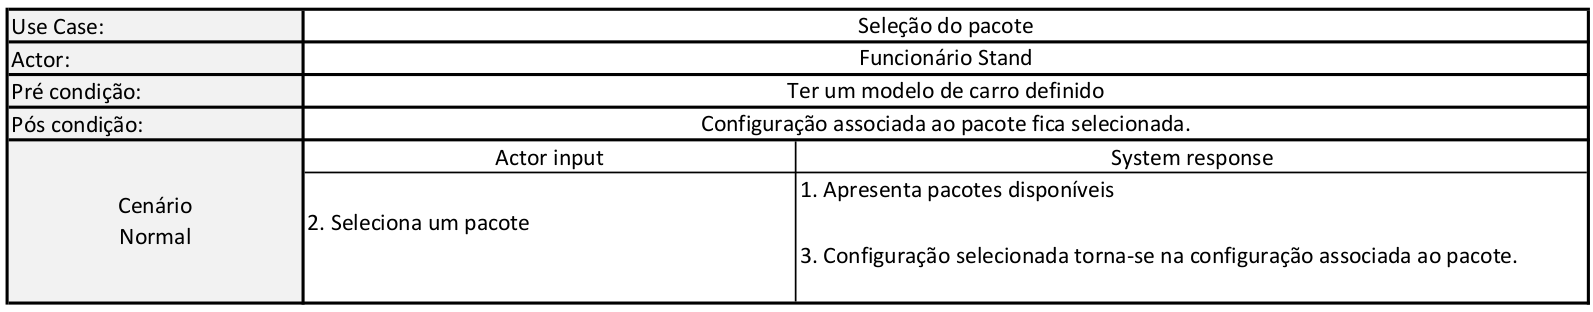 Use Case:
Seleção do pacote
Actor:
Funcionário Stand
Pré condição:
Ter um modelo de carro definido
Pós condição:
Configuração associada ao pacote fica selecionada.
Cenário
Normal
Actor input
System response
1. Apresenta pacotes disponíveis
2. Seleciona um pacote
3. Configuração selecionada torna-se na configuração associada ao pacote.